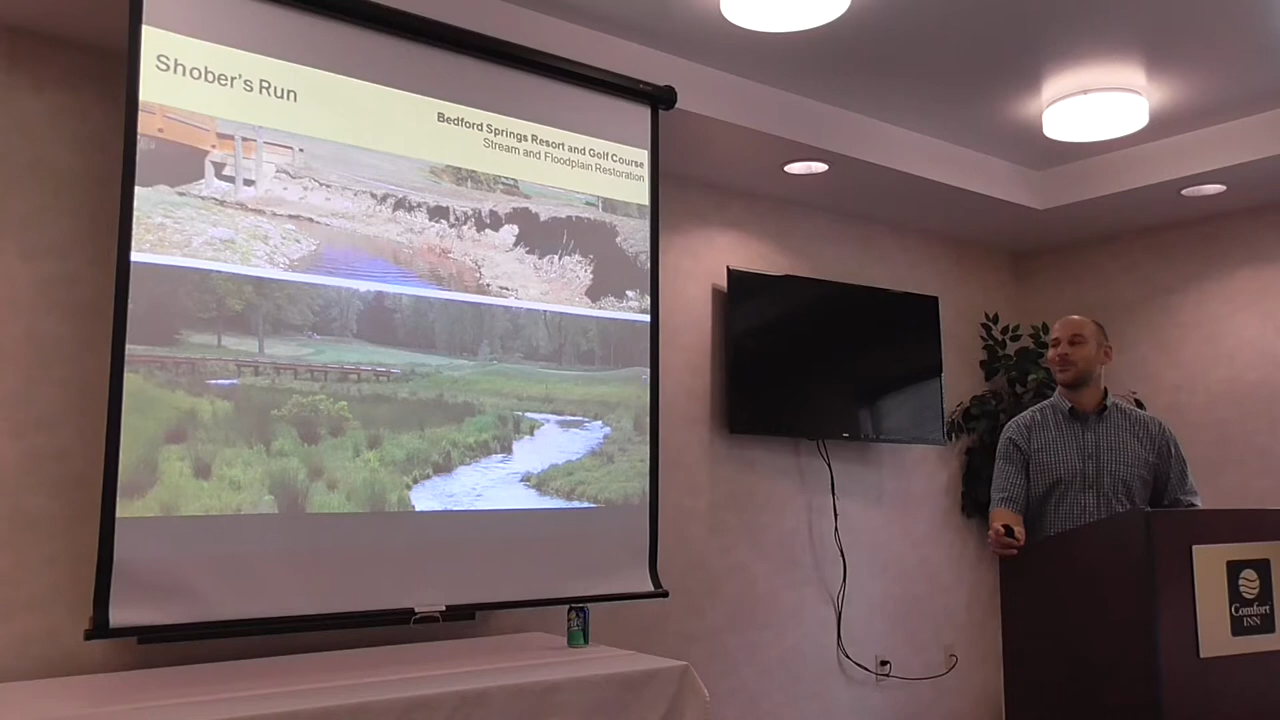 Shober's Run
Bedford Springs Resort and Golf Course
Stream and Floodplain Restoration
Comfort
INN